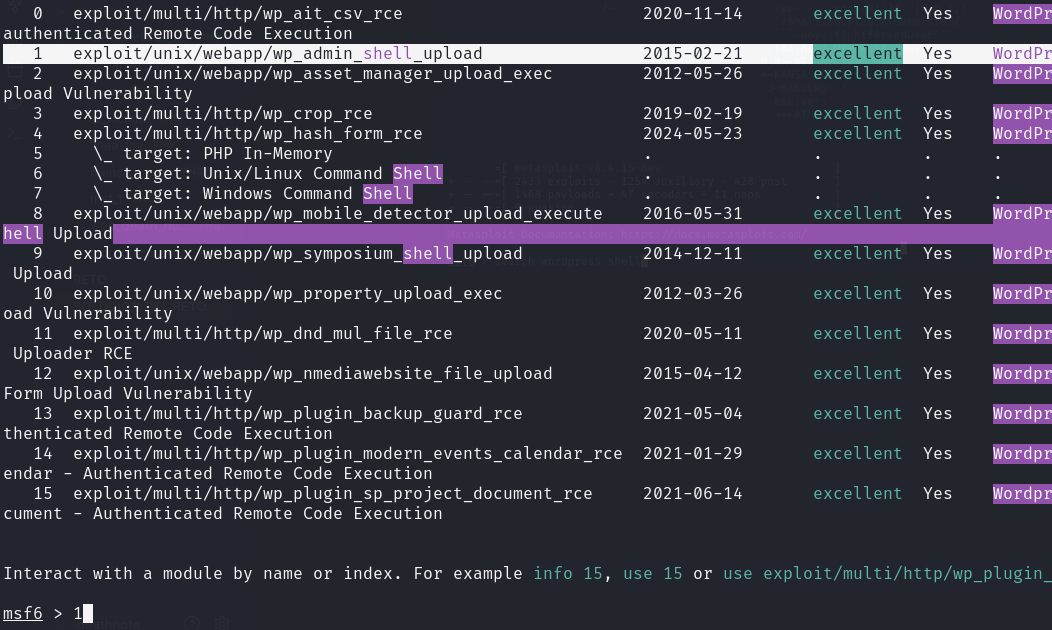 0 exploit/multi/http/wp_ait_csv_rce 2020-11-14 excellent Yes WordPr
authenticated Remote Code Execution
1 exploit/unix/webapp/wp_admin_shell_upload 2015-02-21 excellent Yes WordPr
2 exploit/unix/webapp/wp_asset_manager_upload_exec 2012-05-26 excellent Yes WordPr
pload Vulnerability
3 exploit/multi/http/wp_crop_rce 2019-02-19 excellent Yes WordPr
4 exploit/multi/http/wp_hash_form_rce 2024-05-23 excellent Yes WordPr
5 \_ target: PHP In-Memory . . . .
6 \_ target: Unix/Linux Command Shell . . . .
7 \_ target: Windows Command Shell . . . .
8 exploit/unix/webapp/wp_mobile_detector_upload_execute 2016-05-31 excellent Yes WordPr
hell Upload
9 exploit/unix/webapp/wp_symposium_shell_upload 2014-12-11 excellent Yes WordPr
Upload
10 exploit/unix/webapp/wp_property_upload_exec 2012-03-26 excellent Yes WordPr
oad Vulnerability
11 exploit/multi/http/wp_dnd_mul_file_rce 2020-05-11 excellent Yes Wordpr
Uploader RCE
12 exploit/unix/webapp/wp_nmediawebsite_file_upload 2015-04-12 excellent Yes Wordpr
Form Upload Vulnerability
13 exploit/multi/http/wp_plugin_backup_guard_rce 2021-05-04 excellent Yes Wordpr
thenticated Remote Code Execution
14 exploit/multi/http/wp_plugin_modern_events_calendar_rce 2021-01-29 excellent Yes Wordpr
endar - Authenticated Remote Code Execution
15 exploit/multi/http/wp_plugin_sp_project_document_rce 2021-06-14 excellent Yes Wordpr
cument - Authenticated Remote Code Execution
Interact with a module by name or index. For example info 15, use 15 or use exploit/multi/http/wp_plugin_
msf6 > 1